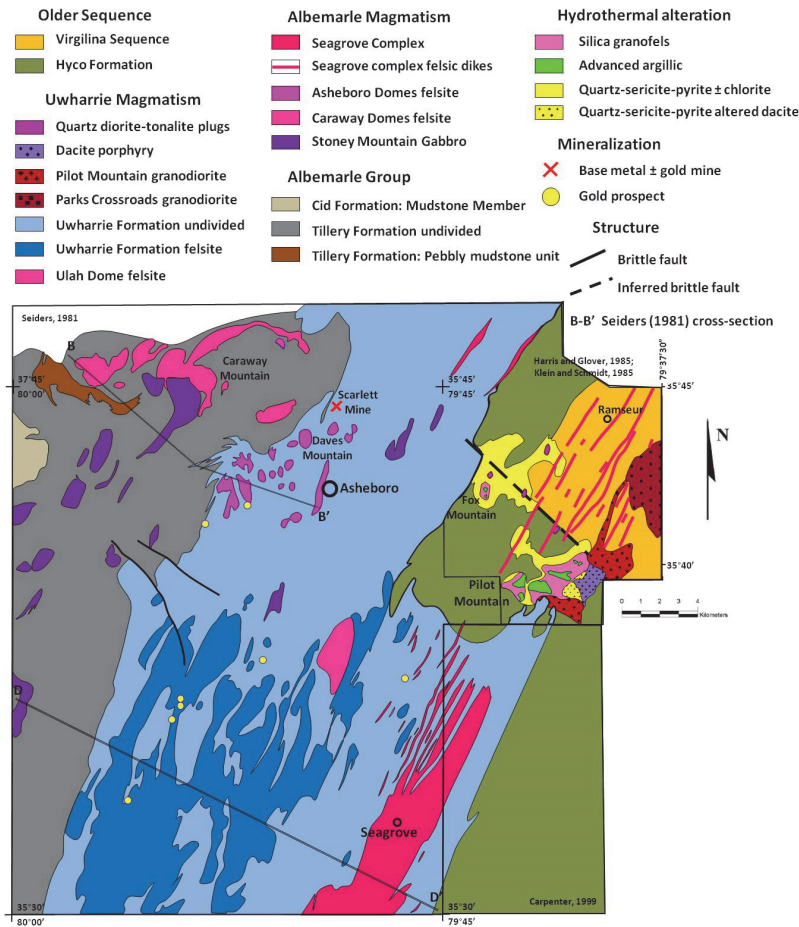 Older Sequence
Virgilina Sequence
Hyco Formation
Uwharrie Magmatism
Quartz diorite-tonalite plugs
Dacite porphyry
Pilot Mountain granodiorite
Parks Crossroads granodiorite
Uwharrie Formation undivided
Uwharrie Formation felsite
Ulah Dome felsite
Albemarle Magmatism
Seagrove Complex
Seagrove complex felsic dikes
Asheboro Domes felsite
Caraway Domes felsite
Stoney Mountain Gabbro
Albemarle Group
Cid Formation: Mudstone Member
Tillery Formation undivided
Tillery Formation: Pebbly mudstone unit
Hydrothermal alteration
Silica granofels
Advanced argillic
Quartz-sericite-pyrite ± chlorite
Quartz-sericite-pyrite altered dacite
Mineralization
Base metal ± gold mine
Gold prospect
Structure
Brittle fault
Inferred brittle fault
B-B' Seiders (1981) cross-section
Seiders, 1981
B
Caraway
Mountain
Harris and Glover, 1985;
Klein and Schmidt, 1985
79°37'30"
37°45'
80°00'
35°45'
79°45'
35°45'
Scarlett
Mine
Ramseur
N
Daves
Mountain
Asheboro
B'
Fox
Mountain
35°40'
Pilot
Mountain
0 1 2 3 4
Kilometers
D
Seagrove
D'
Carpenter, 1999
35°30'
80°00'
35°30'
79°45'